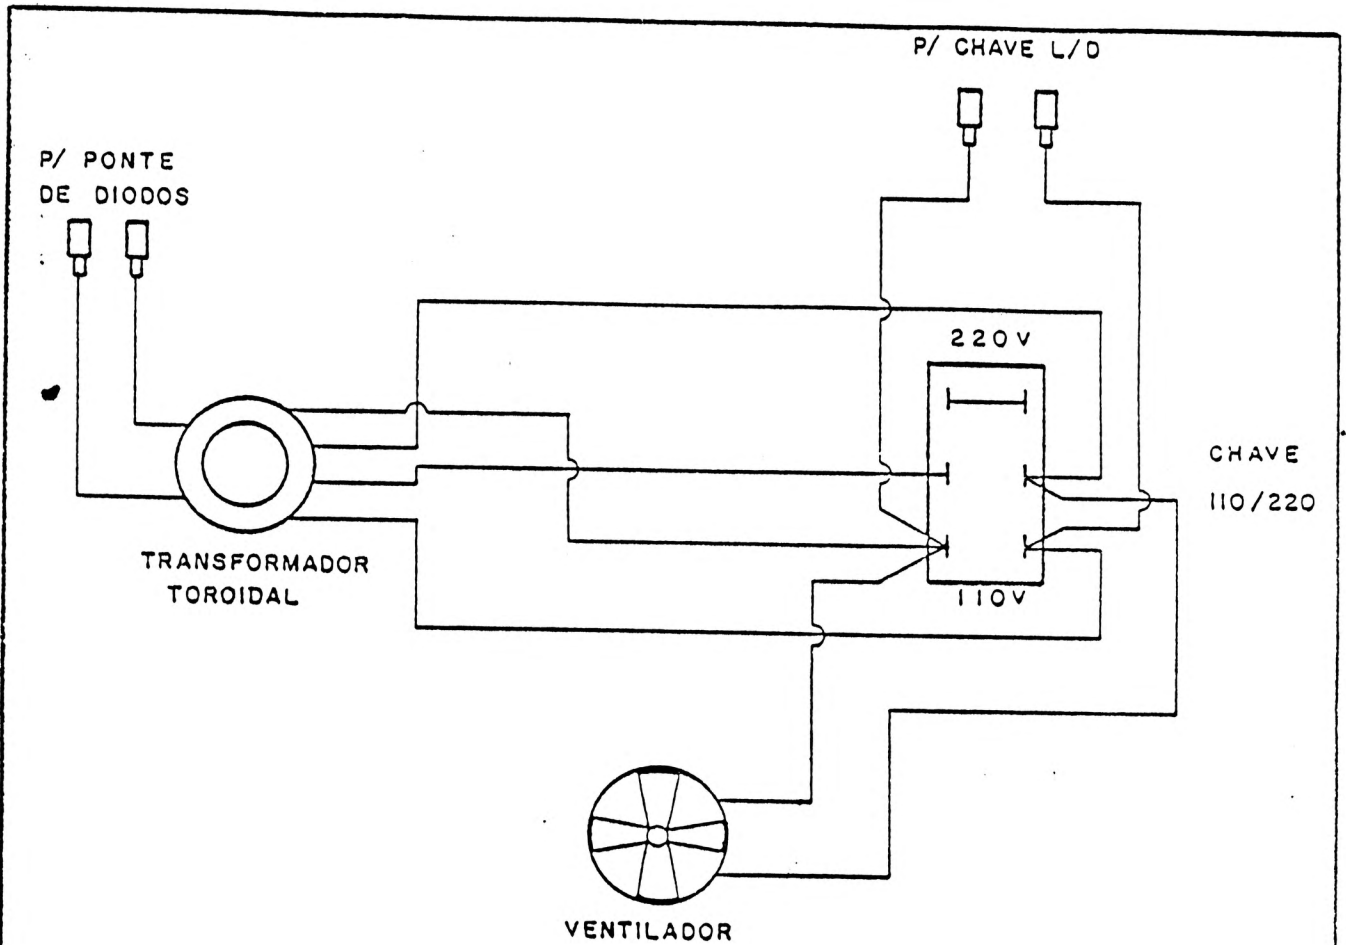 P/ CHAVE L/D
P/ PONTE
DE DIODOS
220V
CHAVE
110/220
TRANSFORMADOR
TOROIDAL
110V
VENTILADOR